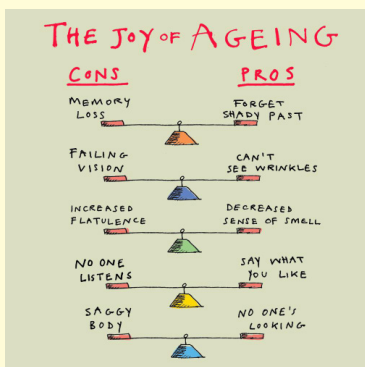 THE JOY OF AGEING
CONS PROS
MEMORY LOSS
FORGET SHADY PAST
FAILING VISION
CAN'T SEE WRINKLES
INCREASED FLATULENCE
DECREASED SENSE OF SMELL
NO ONE LISTENS
SAY WHAT YOU LIKE
SAGGY BODY
NO ONE'S LOOKING